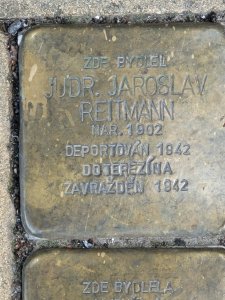 ZDE BYDLEL
JUDR. JAROSLAV
REITMANN
NAR. 1902
DEPORTOVÁN 1942
DO TEREZÍNA
ZAVRAŽDĚN 1942
ZDE BYDLELA